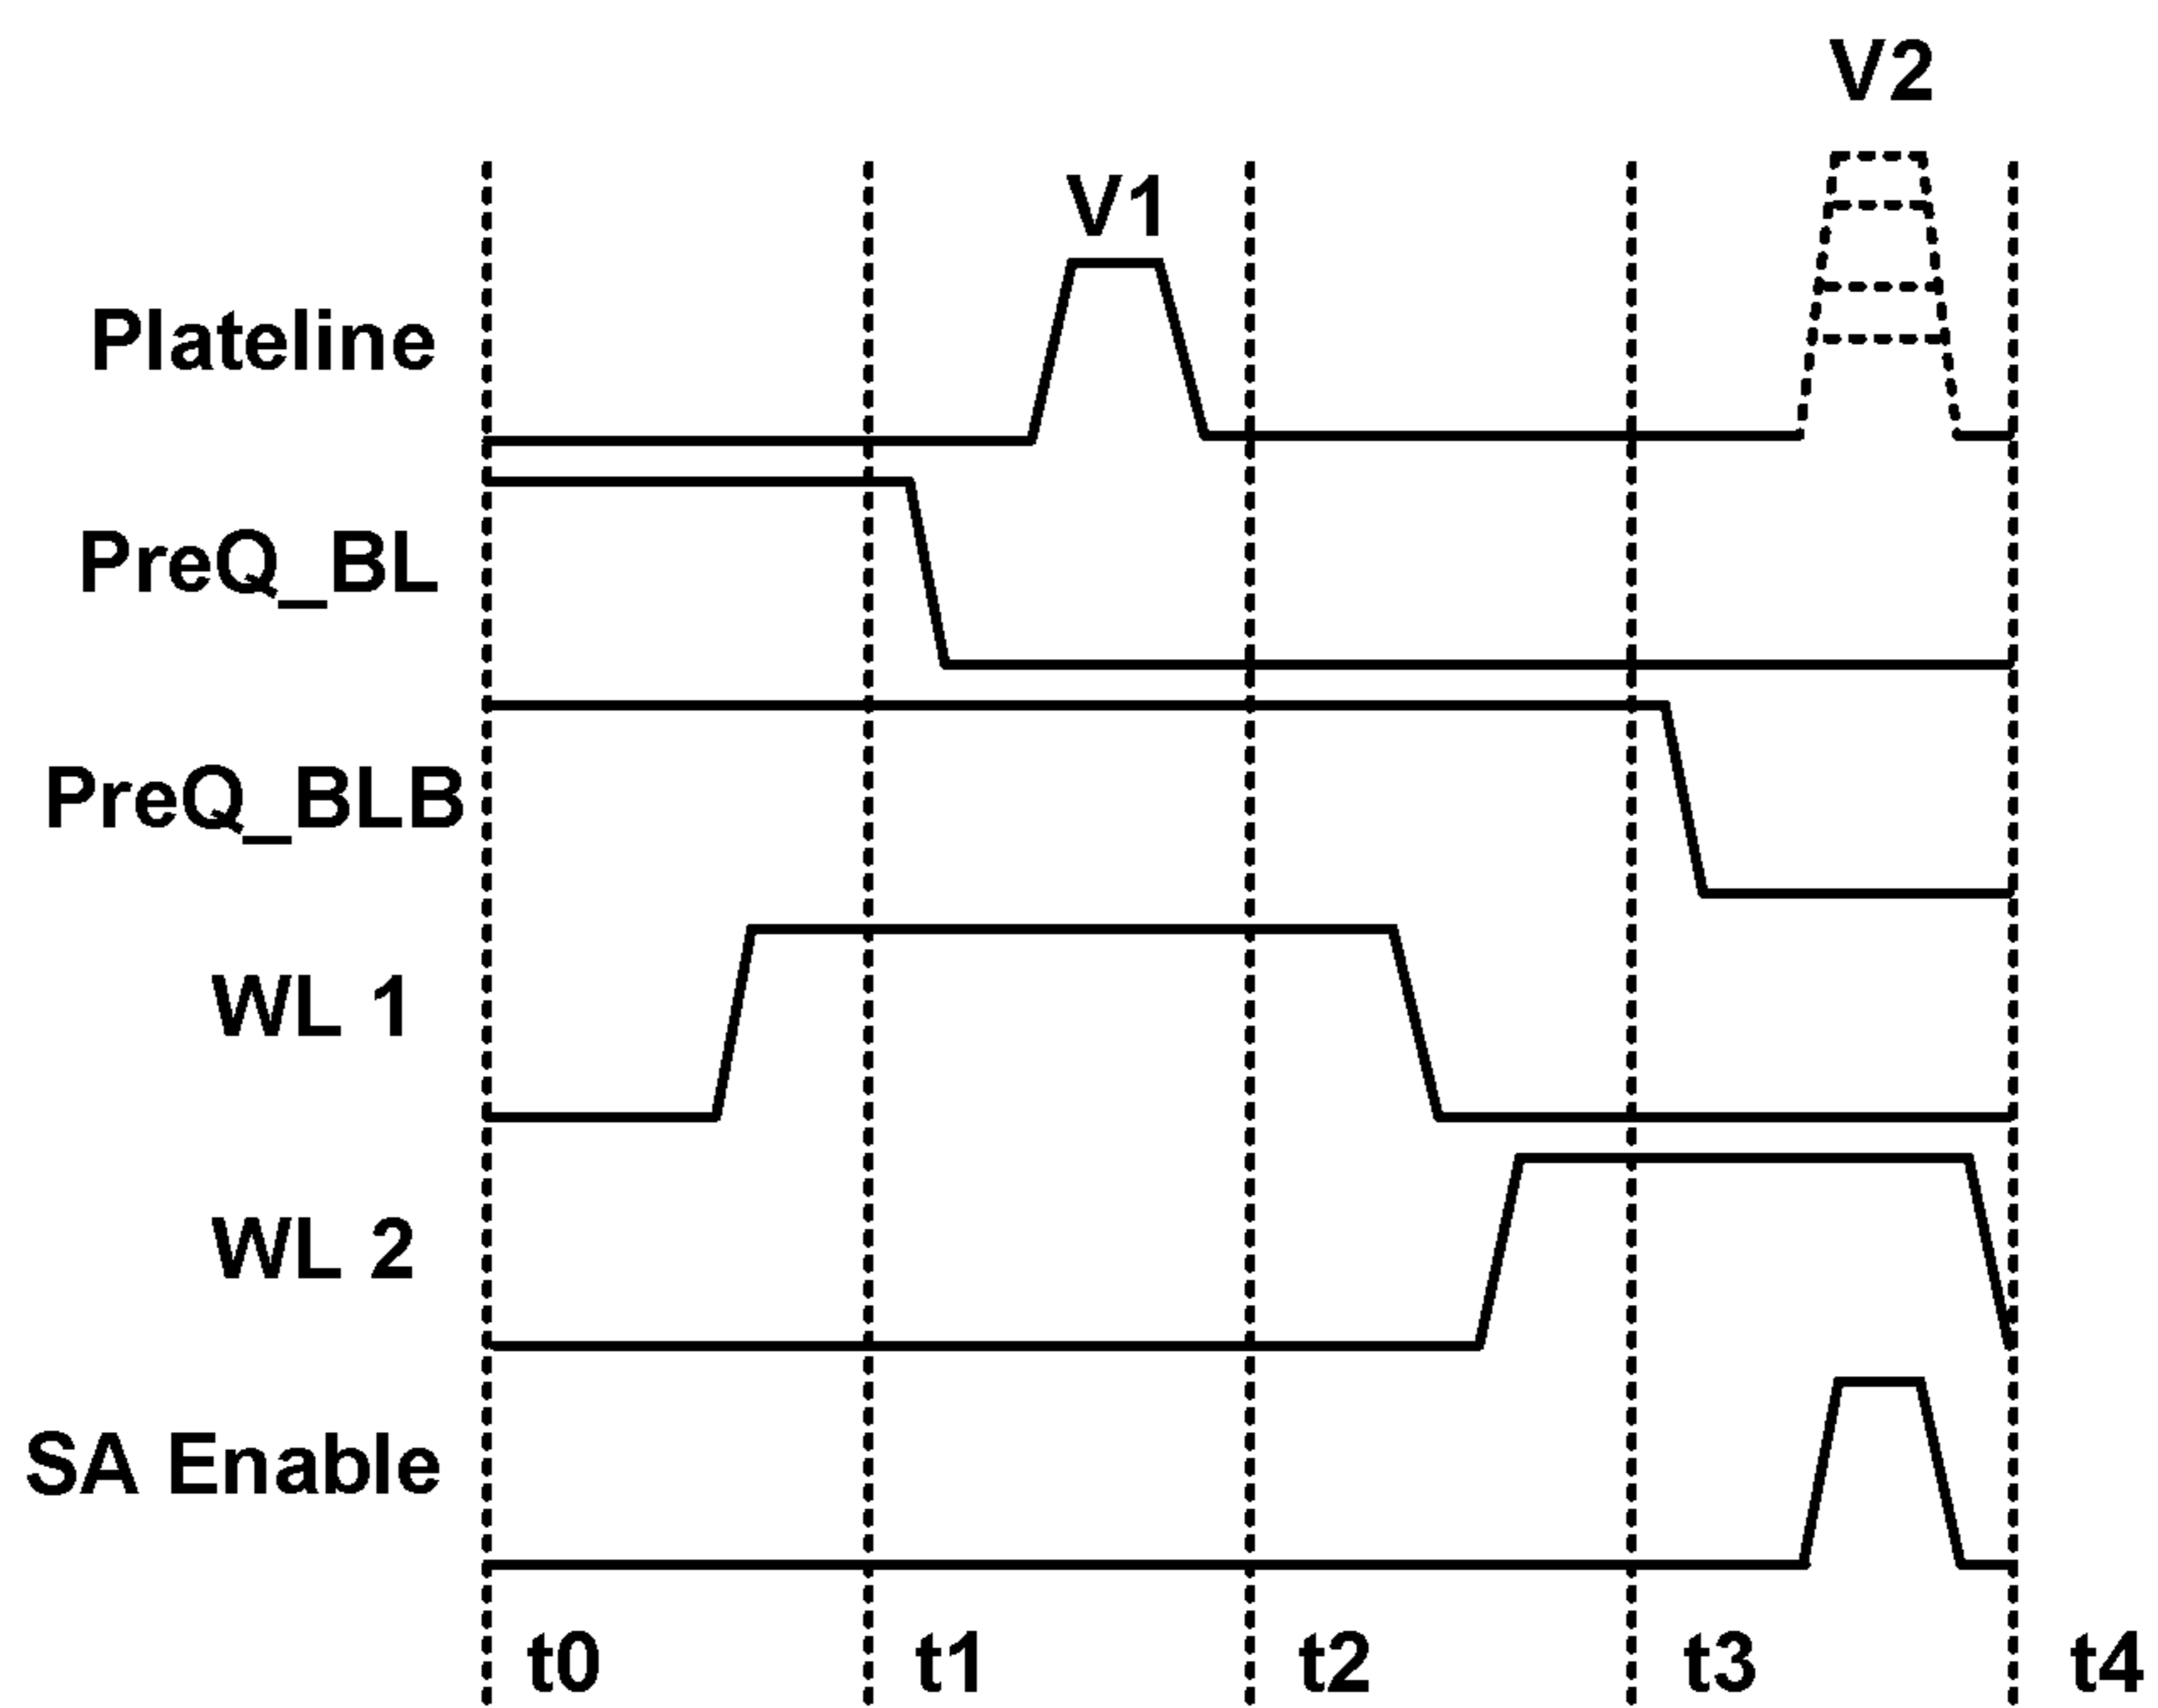 V2
V1
Plateline
PreQ_BL
PreQ_BLB
WL 1
WL 2
SA Enable
t0 t1 t2 t3 t4